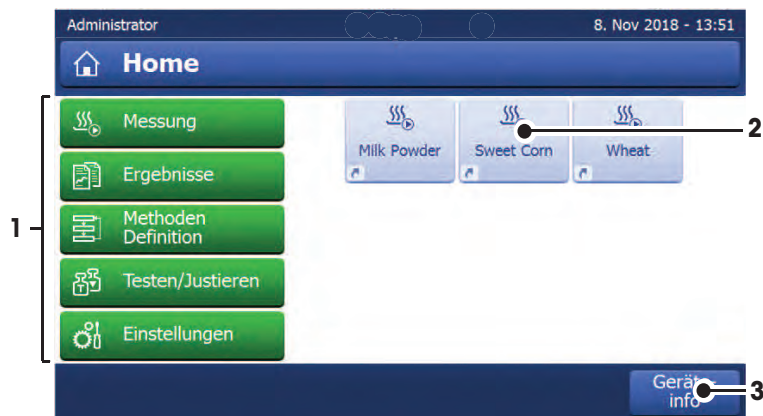 Administrator
8. Nov 2018 - 13:51
Home
Messung
Ergebnisse
Methoden
Definition
Testen/Justieren
Einstellungen
Milk Powder
Sweet Corn
Wheat
info
1
2
3